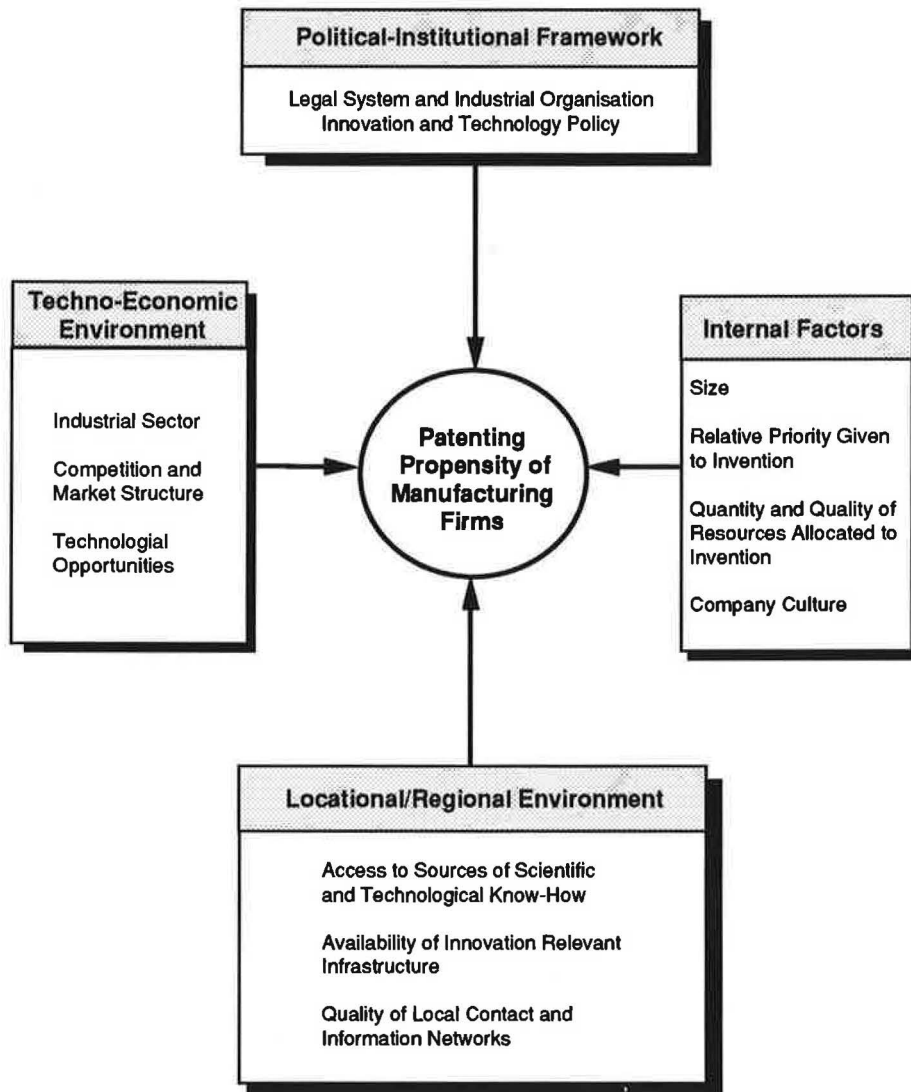 Political-Institutional Framework
Legal System and Industrial Organisation
Innovation and Technology Policy
Techno-Economic
Environment
Industrial Sector
Competition and
Market Structure
Technologial
Opportunities
Patenting
Propensity of
Manufacturing
Firms
Internal Factors
Size
Relative Priority Given
to Invention
Quantity and Quality of
Resources Allocated to
Invention
Company Culture
Locational/Regional Environment
Access to Sources of Scientific
and Technological Know-How
Availability of Innovation Relevant
Infrastructure
Quality of Local Contact and
Information Networks